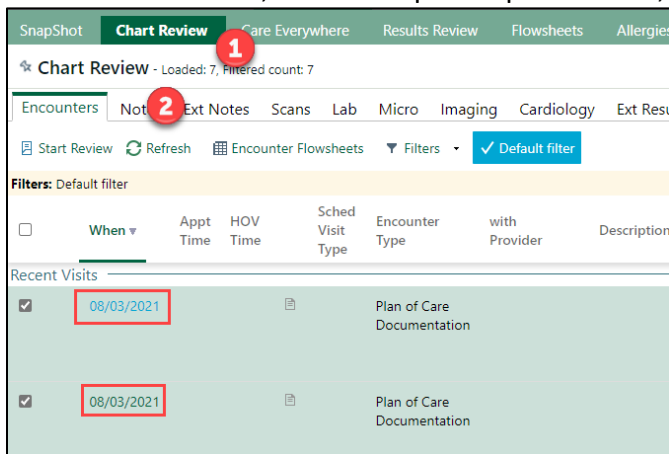 SnapShot Chart Review Care Everywhere Results Review Flowsheets Allergies
1
Chart Review - Loaded: 7, Filtered count: 7
Encounters Not 2 Ext Notes Scans Lab Micro Imaging Cardiology Ext Resu
Start Review Refresh Encounter Flowsheets Filters Default filter
Filters: Default filter
When Appt Time HOV Time Sched Visit Type Encounter Type with Provider Description
Recent Visits
08/03/2021 Plan of Care
Documentation
08/03/2021 Plan of Care
Documentation